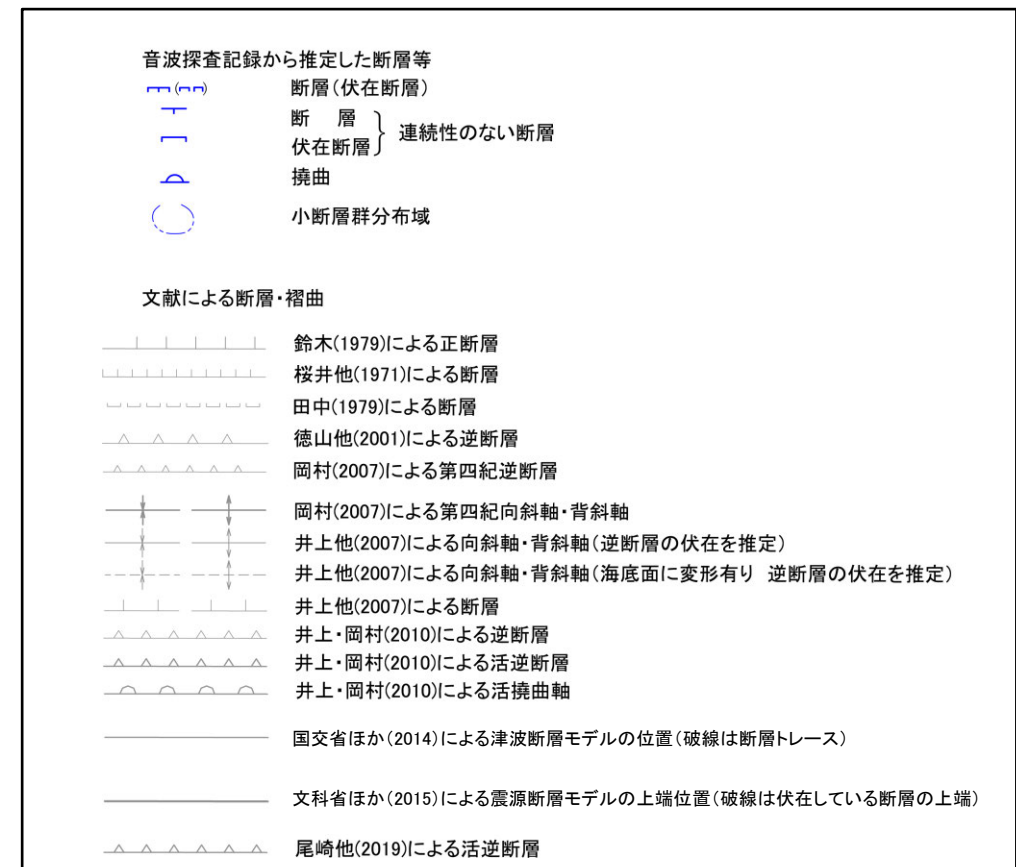 音波探査記録から推定した断層等
断層(伏在断層)
断　層
伏在断層
連続性のない断層
撓曲
小断層群分布域
文献による断層・褶曲
鈴木(1979)による正断層
桜井他(1971)による断層
田中(1979)による断層
徳山他(2001)による逆断層
岡村(2007)による第四紀逆断層
岡村(2007)による第四紀向斜軸・背斜軸
井上他(2007)による向斜軸・背斜軸(逆断層の伏在を推定)
井上他(2007)による向斜軸・背斜軸(海底面に変形有り 逆断層の伏在を推定)
井上他(2007)による断層
井上・岡村(2010)による逆断層
井上・岡村(2010)による活逆断層
井上・岡村(2010)による活撓曲軸
国交省ほか(2014)による津波断層モデルの位置(破線は断層トレース)
文科省ほか(2015)による震源断層モデルの上端位置(破線は伏在している断層の上端)
尾崎他(2019)による活逆断層